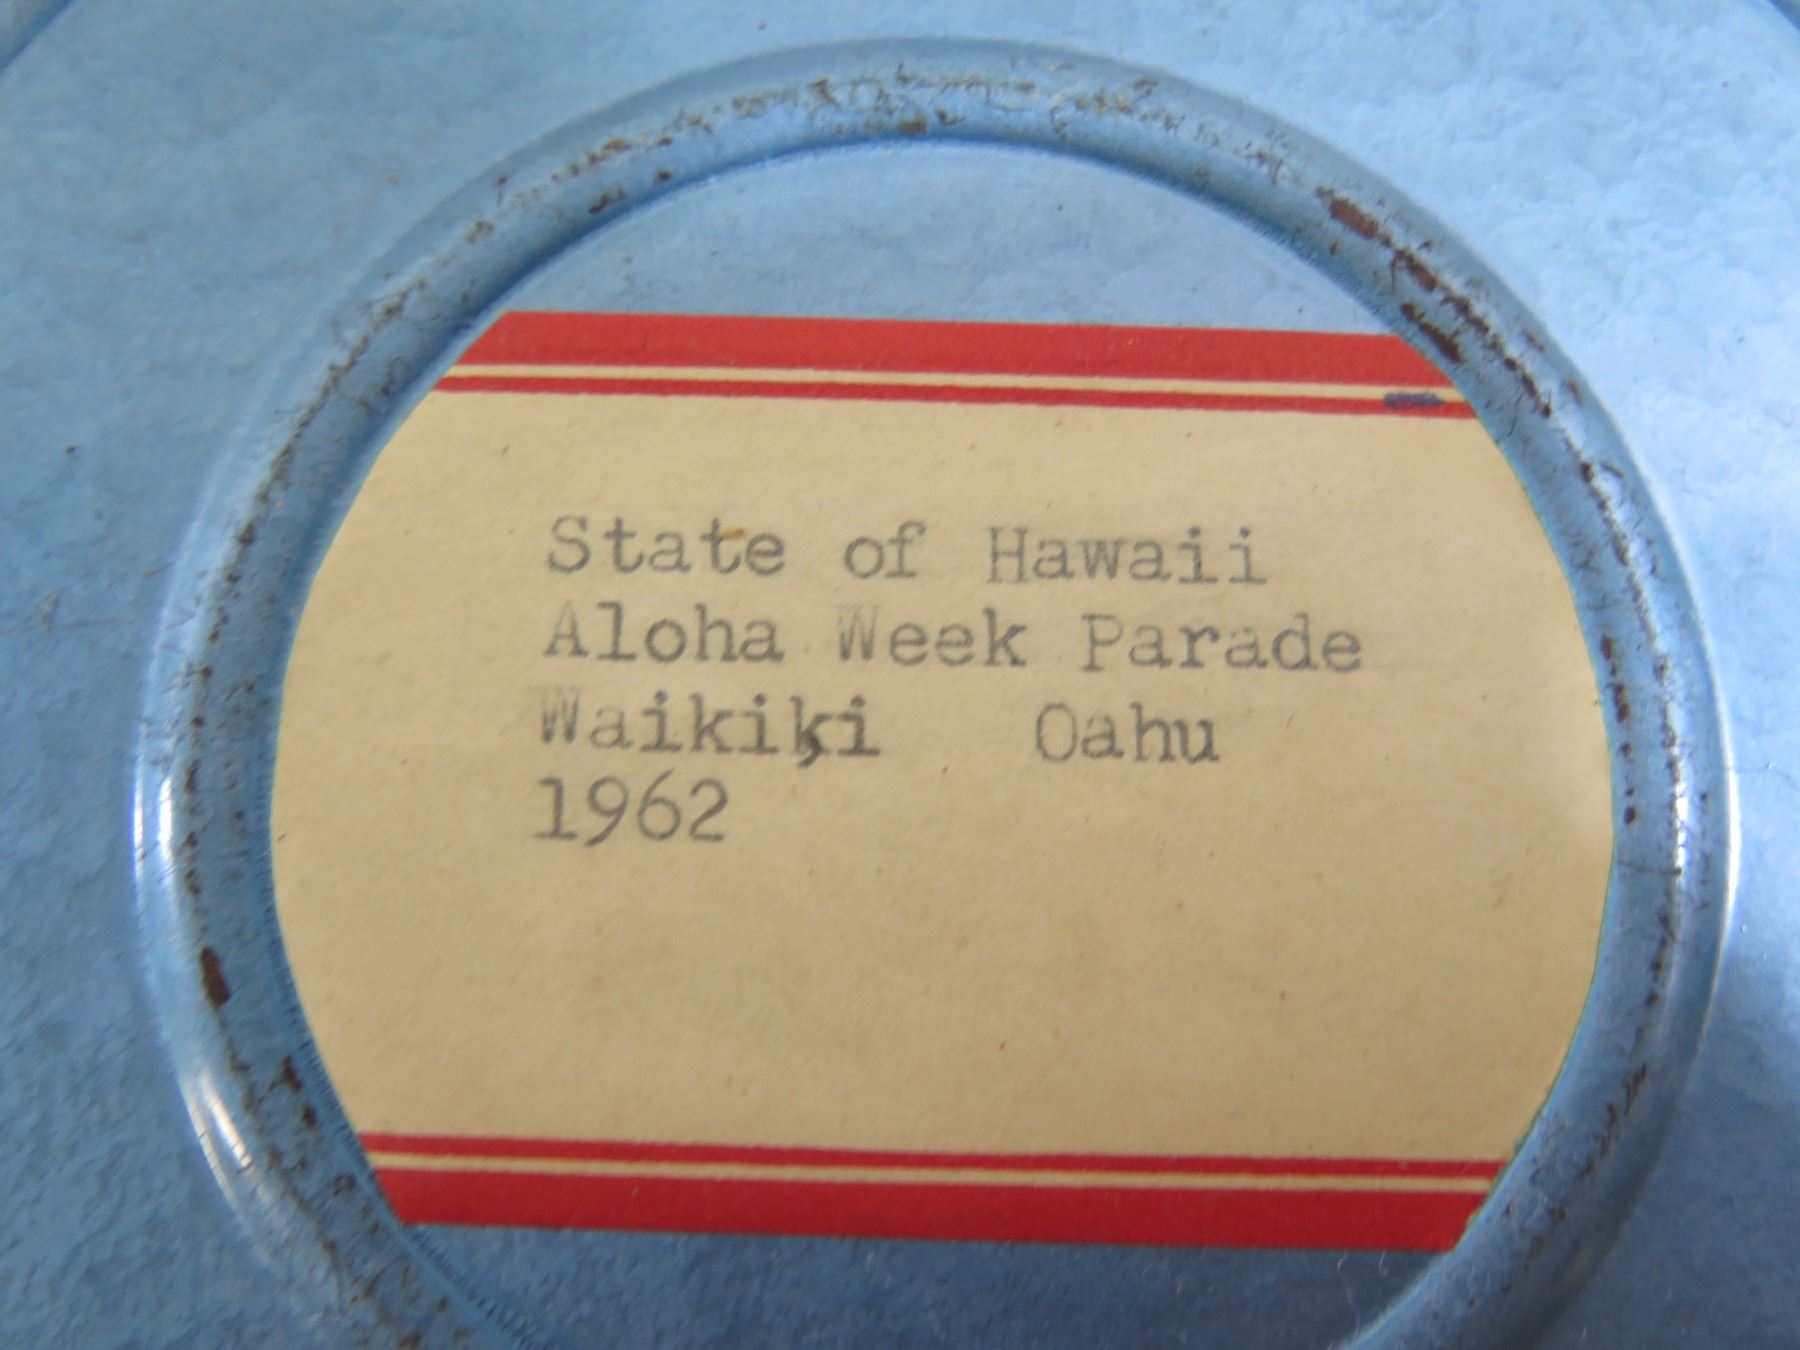 State of Hawaii
Aloha Week Parade
Waikiki Oahu
1962